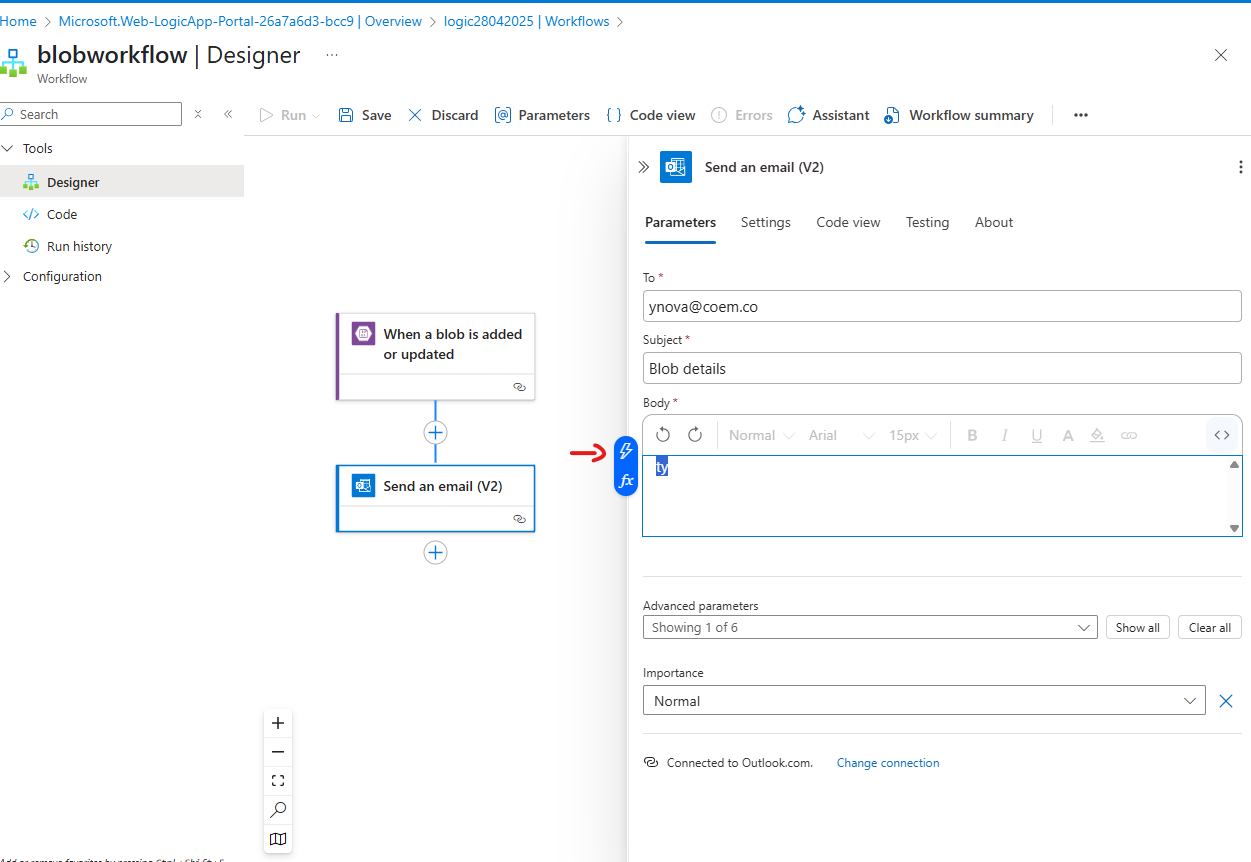 Home > Microsoft.Web-LogicApp-Portal-26a7a6d3-bcc9 | Overview > logic28042025 | Workflows >
blobworkflow | Designer ...
Workflow
Search
Run Save Discard Parameters Code view Errors Assistant Workflow summary ...
Tools
Designer
Code
Run history
Configuration
When a blob is added
or updated
Send an email (V2)
Send an email (V2)
Parameters Settings Code view Testing About
To *
ynova@coem.co
Subject *
Blob details
Body *
Normal Arial 15px B I U A
fx
ty
Advanced parameters
Showing 1 of 6 Show all Clear all
Importance
Normal
Connected to Outlook.com. Change connection